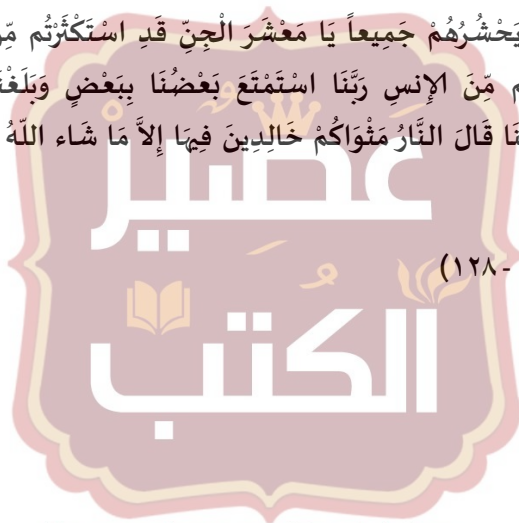 يَحْشُرُهُمْ جَمِيعاً يَا مَعْشَرَ الْجِنِّ قَدِ اسْتَكْثَرْتُم
مِّنَ الإِنسِ رَبَّنَا اسْتَمْتَعَ بَعْضُنَا بِبَعْضٍ
قَالَ النَّارُ مَثْوَاكُمْ خَالِدِينَ فِيهَا إِلاَّ مَا شَاء اللّهُ
عصير
(١٢٨-
الكتب